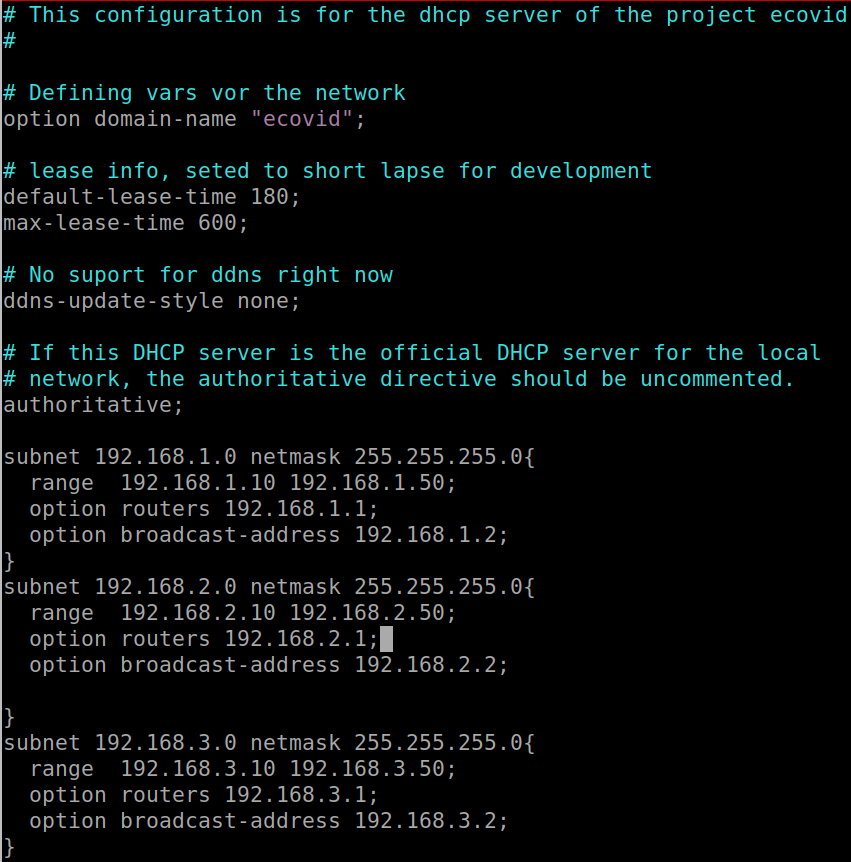 # This configuration is for the dhcp server of the project ecovid
#
# Defining vars vor the network
option domain-name "ecovid";
# lease info, seted to short lapse for development
default-lease-time 180;
max-lease-time 600;
# No suport for ddns right now
ddns-update-style none;
# If this DHCP server is the official DHCP server for the local
# network, the authoritative directive should be uncommented.
authoritative;
subnet 192.168.1.0 netmask 255.255.255.0{
  range  192.168.1.10 192.168.1.50;
  option routers 192.168.1.1;
  option broadcast-address 192.168.1.2;
}
subnet 192.168.2.0 netmask 255.255.255.0{
  range  192.168.2.10 192.168.2.50;
  option routers 192.168.2.1;
  option broadcast-address 192.168.2.2;
}
subnet 192.168.3.0 netmask 255.255.255.0{
  range  192.168.3.10 192.168.3.50;
  option routers 192.168.3.1;
  option broadcast-address 192.168.3.2;
}